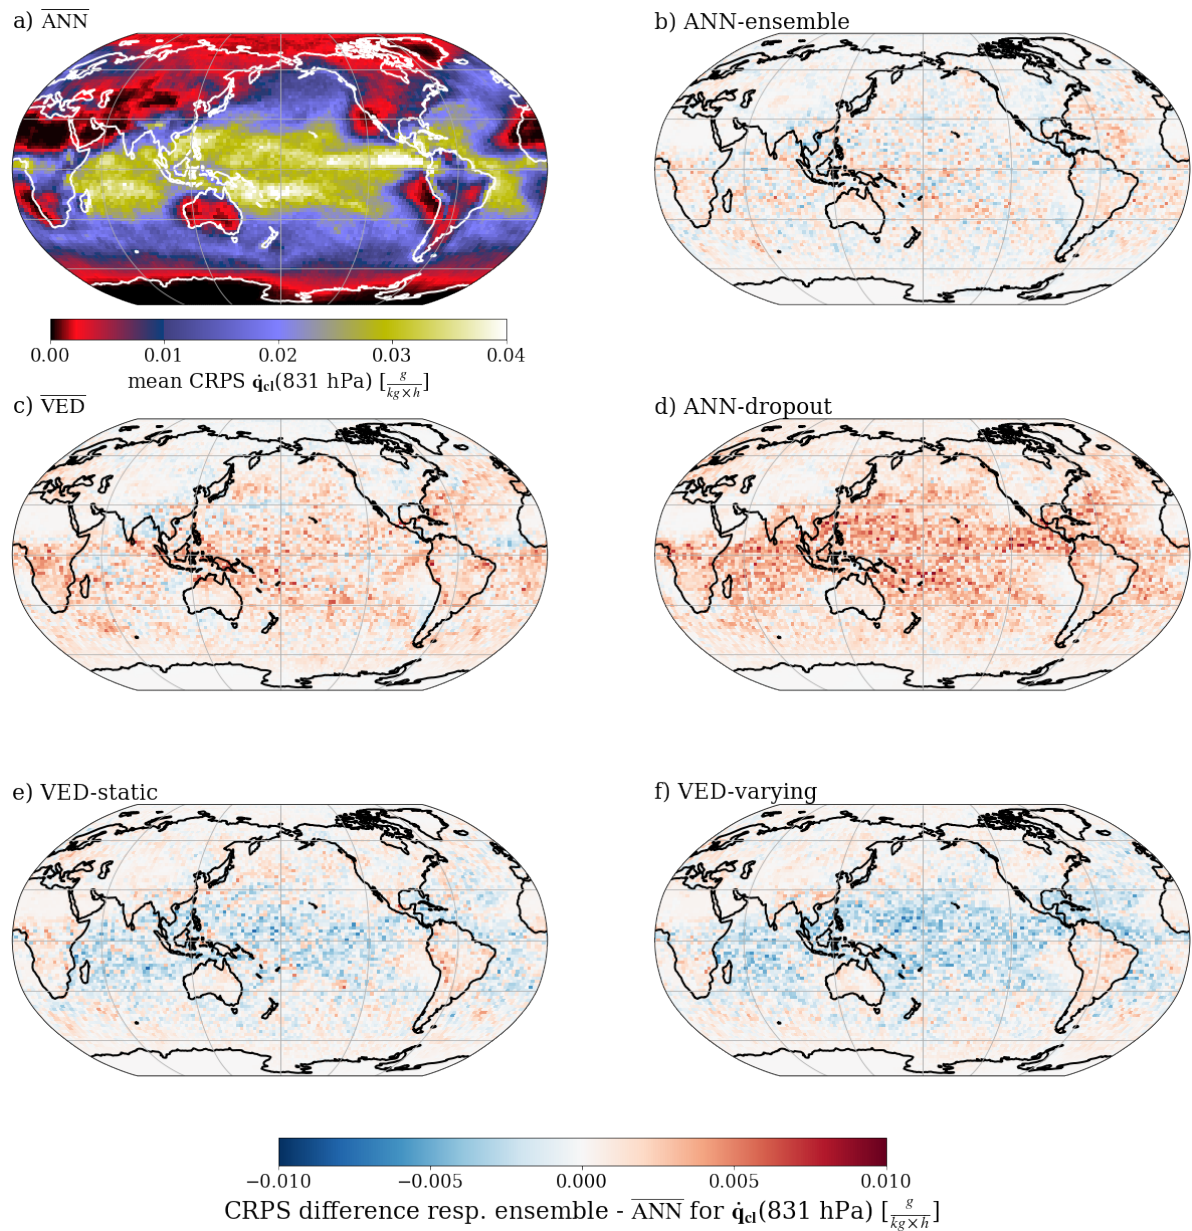 a) ANN
b) ANN-ensemble
0.00 0.01 0.02 0.03 0.04
mean CRPS q̇cl(831 hPa) [g/kg×h]
c) VED
d) ANN-dropout
e) VED-static
f) VED-varying
−0.010 −0.005 0.000 0.005 0.010
CRPS difference resp. ensemble - ANN for q̇cl(831 hPa) [g/kg×h]